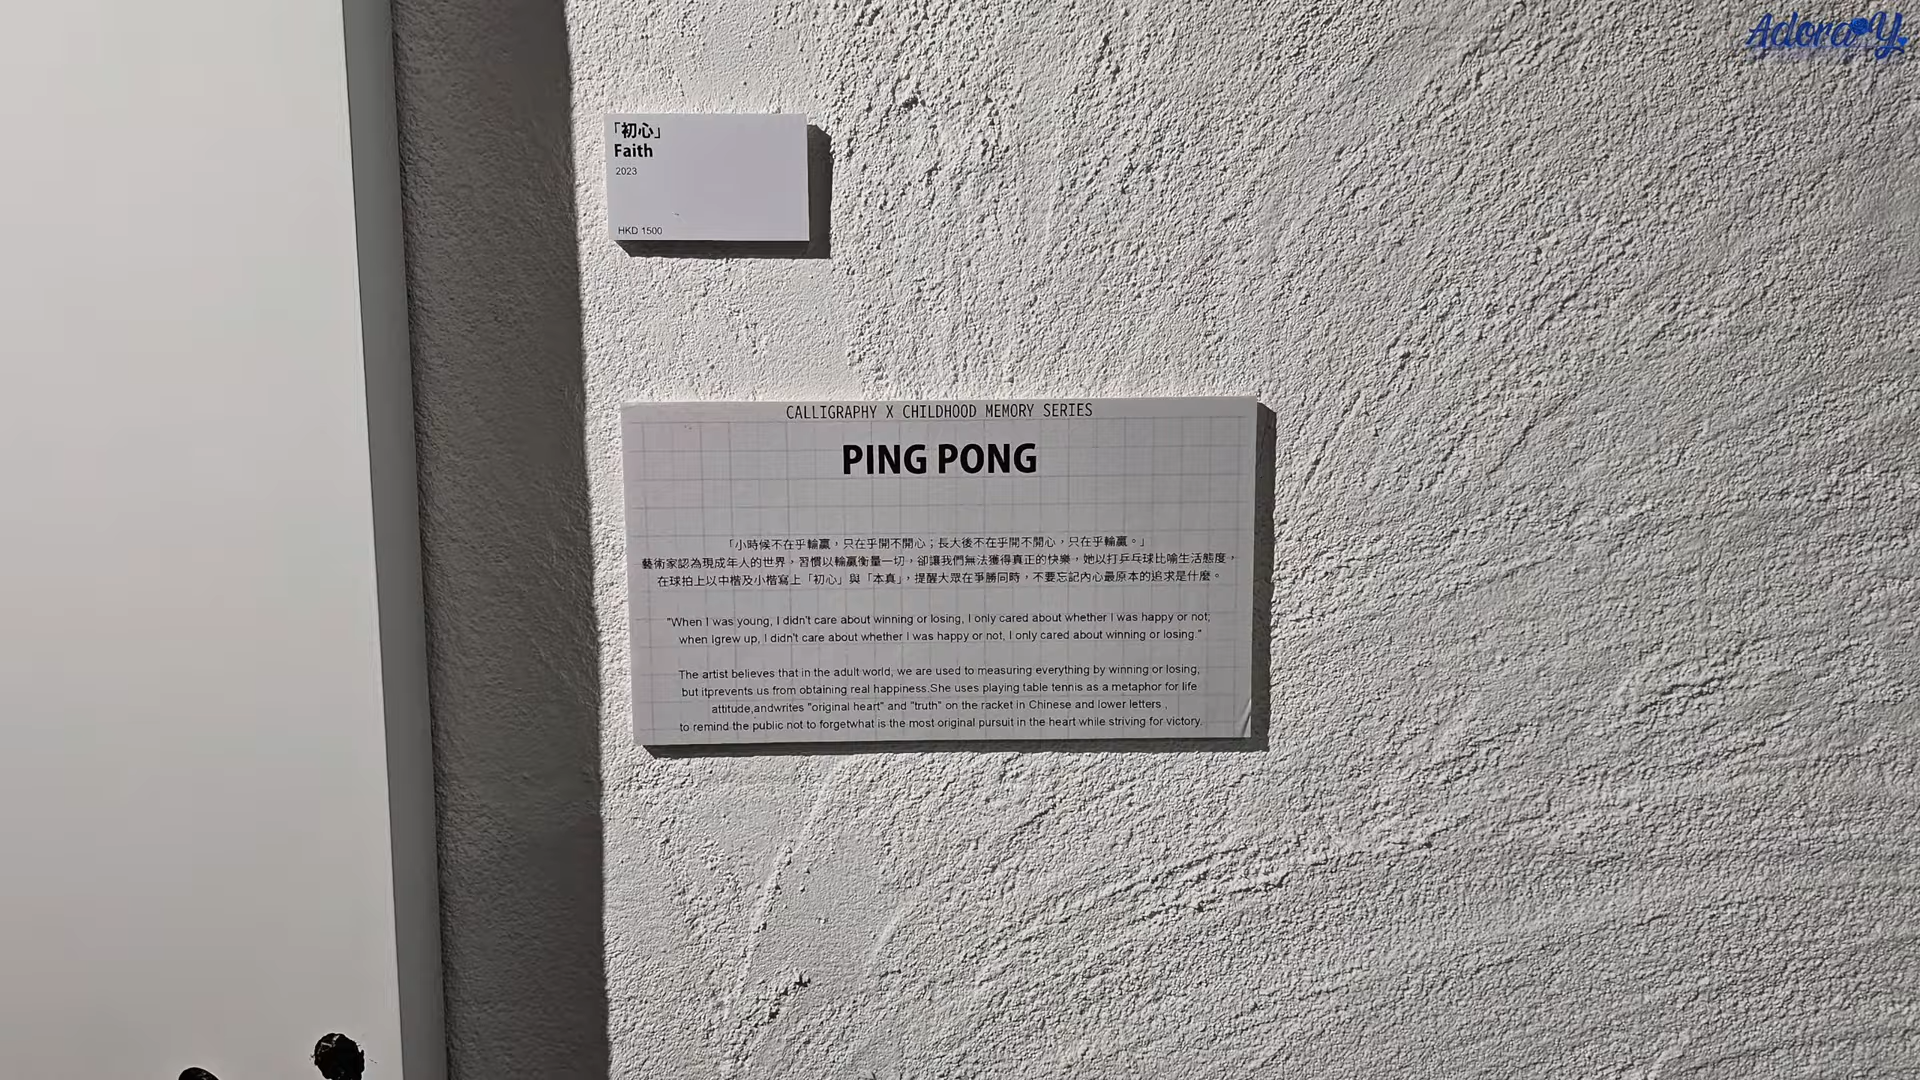 Adora Y.
「初心」
Faith
2023
HKD 1500
CALLIGRAPHY X CHILDHOOD MEMORY SERIES
PING PONG
「小時候不在乎輸贏，只在乎開不開心；長大後不在乎開不開心，只在乎輸贏。」
藝術家認為現成年人的世界，習慣以輸贏衡量一切，卻讓我們無法獲得真正的快樂，她以打乒乓球比喻生活態度，
在球拍上以中楷及小楷寫上「初心」與「本真」，提醒大眾在爭勝同時，不要忘記內心最原本的追求是什麼。
"When I was young, I didn't care about winning or losing, I only cared about whether I was happy or not;
when Igrew up, I didn't care about whether I was happy or not, I only cared about winning or losing."
The artist believes that in the adult world, we are used to measuring everything by winning or losing,
but itprevents us from obtaining real happiness.She uses playing table tennis as a metaphor for life
attitude,andwrites "original heart" and "truth" on the racket in Chinese and lower letters ,
to remind the public not to forgetwhat is the most original pursuit in the heart while striving for victory.